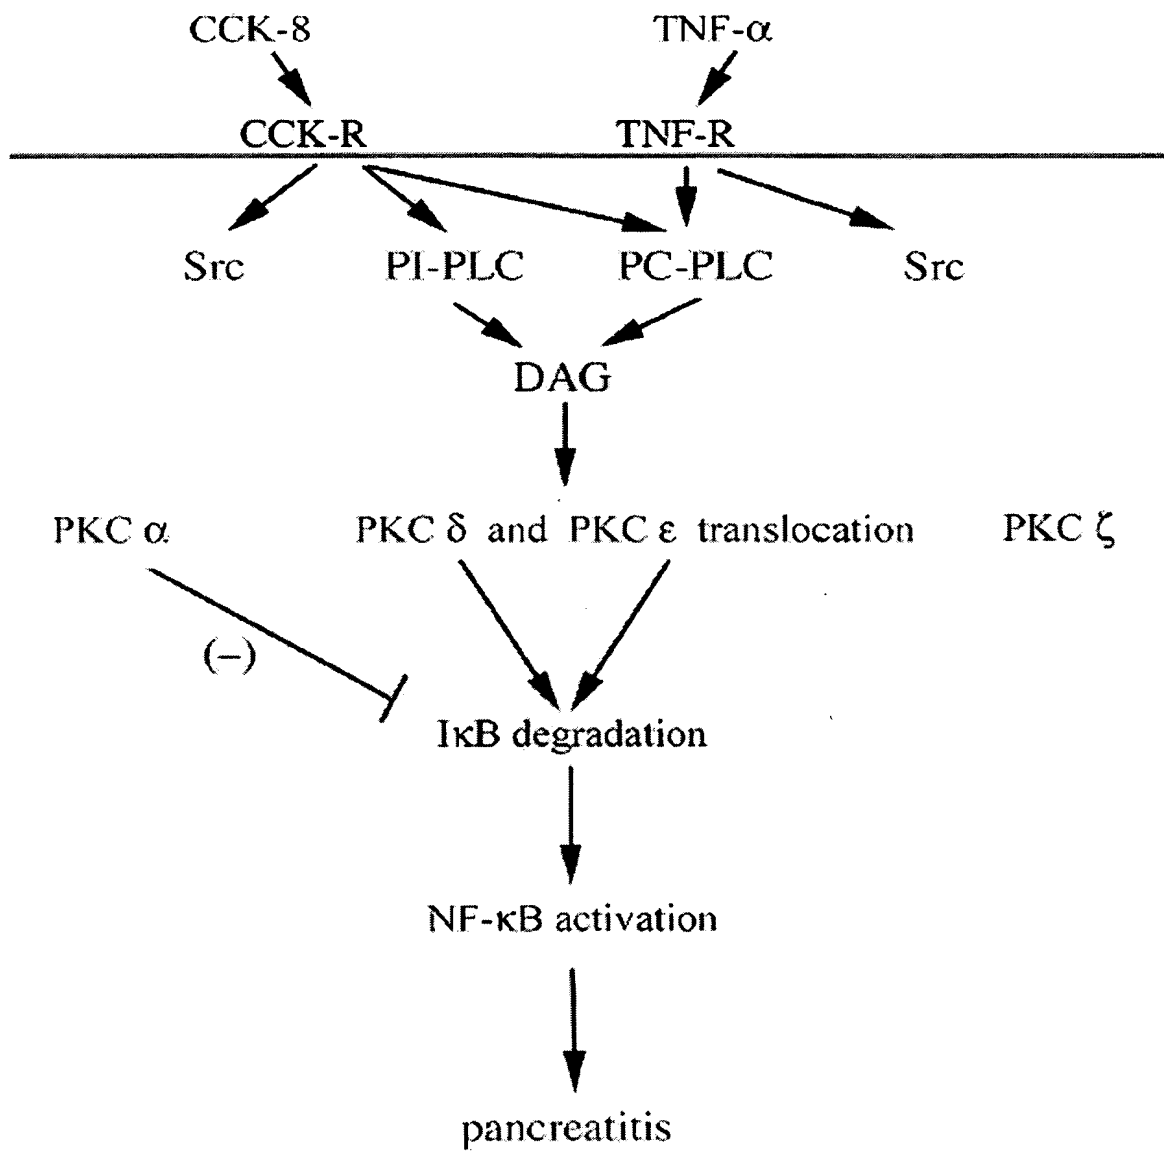 CCK-8 TNF-α
CCK-R TNF-R
Src PI-PLC PC-PLC Src
DAG
PKC α PKC δ and PKC ε translocation PKC ζ
(–)
IκB degradation
NF-κB activation
pancreatitis